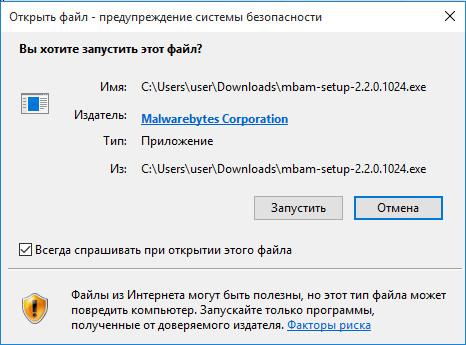 Открыть файл - предупреждение системы безопасности
Вы хотите запустить этот файл?
Имя: C:\Users\user\Downloads\mbam-setup-2.2.0.1024.exe
Издатель: Malwarebytes Corporation
Тип: Приложение
Из: C:\Users\user\Downloads\mbam-setup-2.2.0.1024.exe
Запустить Отмена
Всегда спрашивать при открытии этого файла
Файлы из Интернета могут быть полезны, но этот тип файла может
повредить компьютер. Запускайте только программы,
полученные от доверяемого издателя. Факторы риска